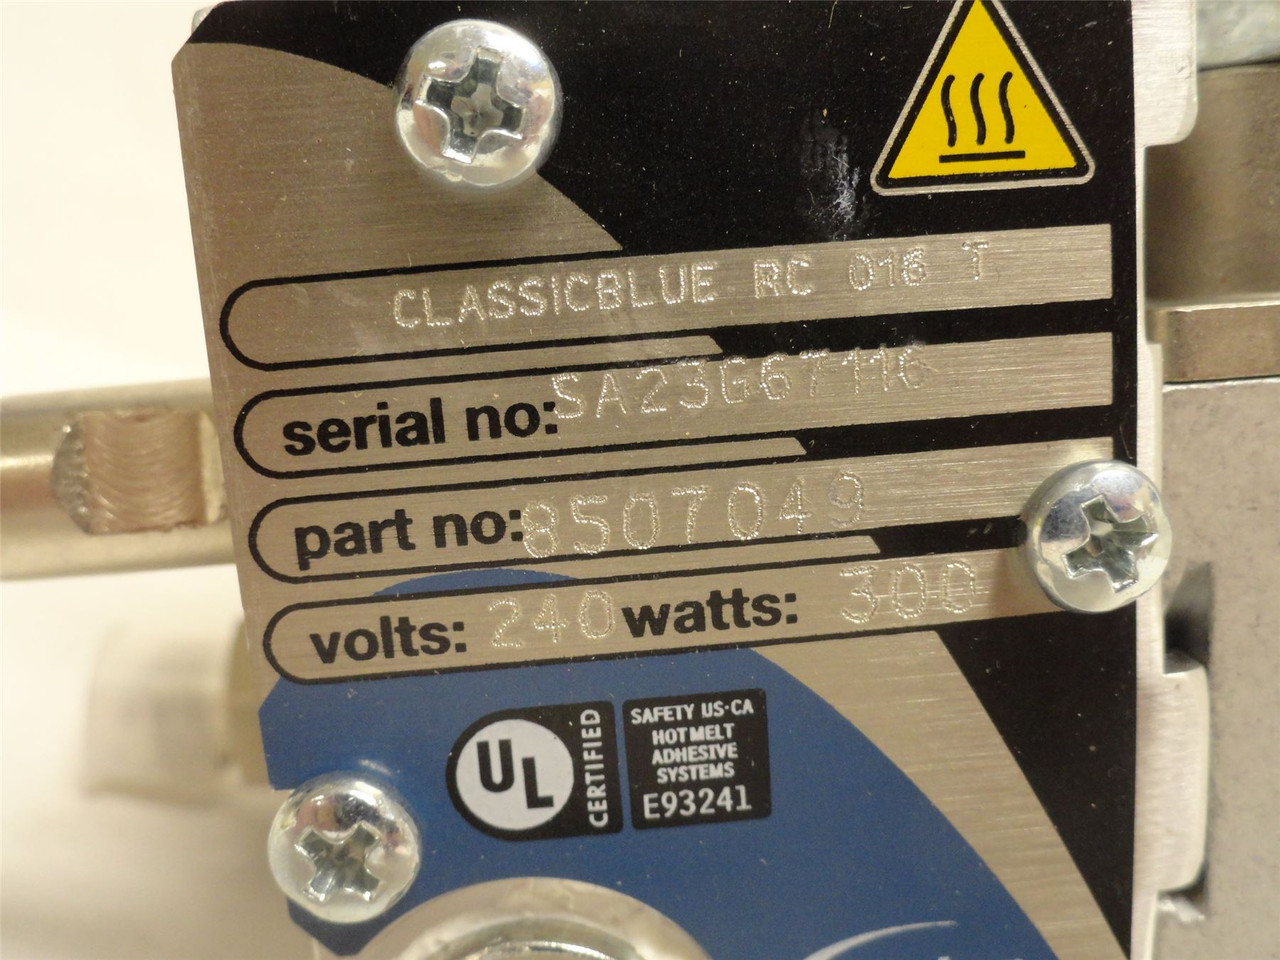 CLASSICBLUE RC 016 T
serial no: SA23G67116
part no: 8507049
volts: 240 watts: 300
UL CERTIFIED
SAFETY US-CA
HOT MELT
ADHESIVE
SYSTEMS
E93241